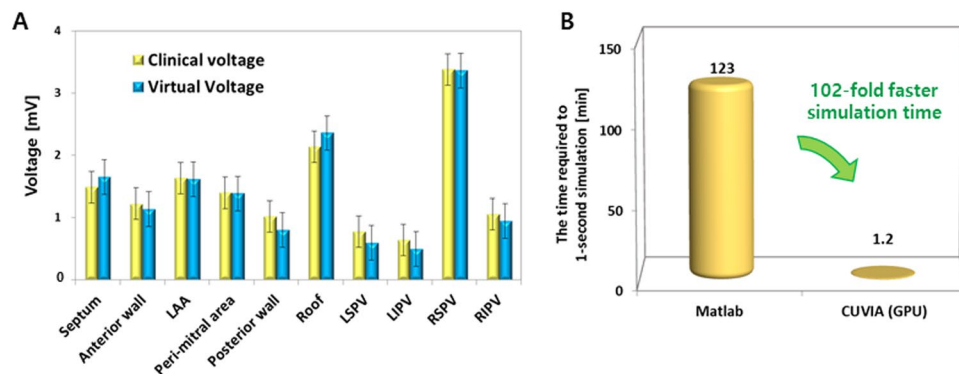 A
4
3
2
1
0
Voltage [mV]
Clinical voltage
Virtual Voltage
Septum
Anterior wall
LAA
Peri-mitral area
Posterior wall
Roof
LSPV
LIPV
RSPV
RIPV
B
150
100
50
0
The time required to
1-second simulation [min]
123
102-fold faster
simulation time
1.2
Matlab
CUVIA (GPU)